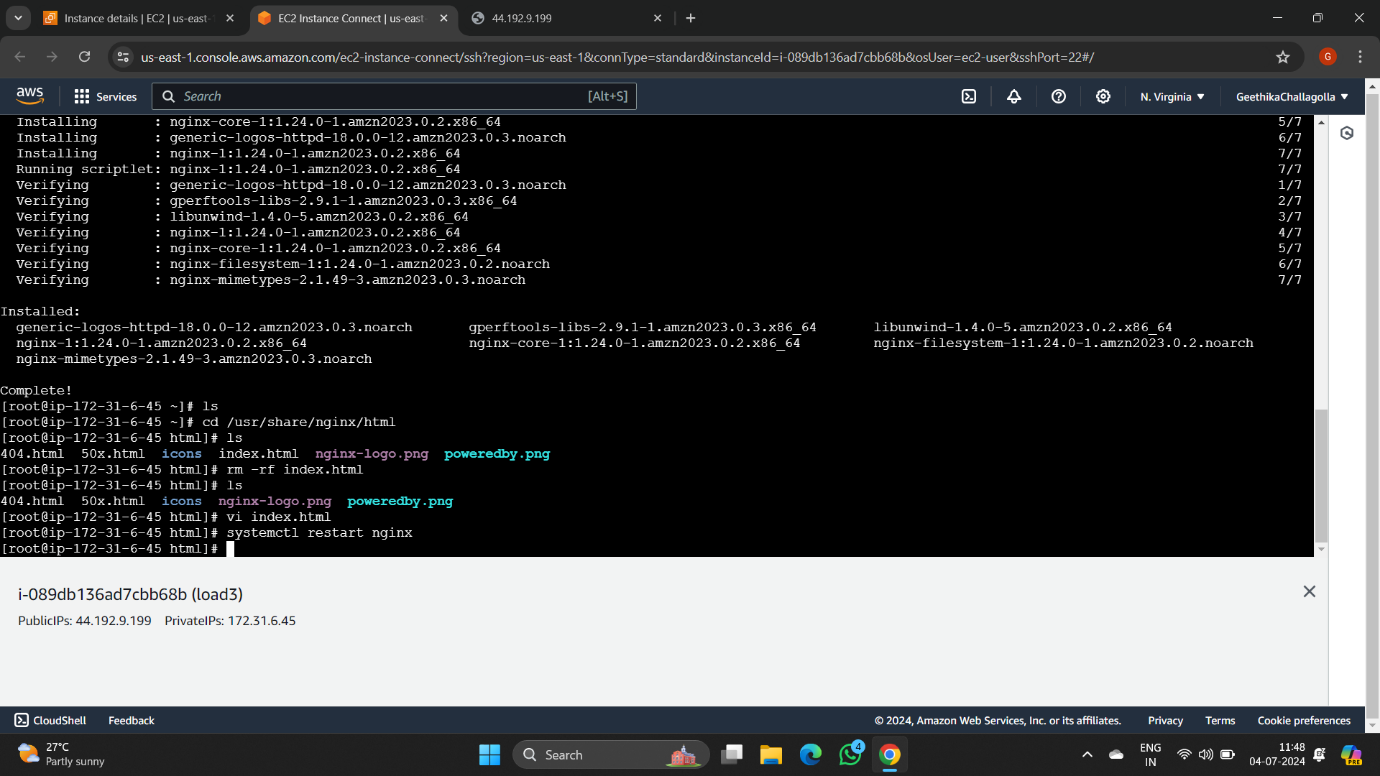 Instance details | EC2 | us-east-
EC2 Instance Connect | us-east-
44.192.9.199
us-east-1.console.aws.amazon.com/ec2-instance-connect/ssh?region=us-east-1&connType=standard&instanceId=i-089db136ad7cbb68b&osUser=ec2-user&sshPort=22#/
G
aws
Services
Search
[Alt+S]
N. Virginia
GeethikaChallagolla
Installing : nginx-core-1:1.24.0-1.amzn2023.0.2.x86_64 5/7
Installing : generic-logos-httpd-18.0.0-12.amzn2023.0.3.noarch 6/7
Installing : nginx-1:1.24.0-1.amzn2023.0.2.x86_64 7/7
Running scriptlet: nginx-1:1.24.0-1.amzn2023.0.2.x86_64 7/7
Verifying : generic-logos-httpd-18.0.0-12.amzn2023.0.3.noarch 1/7
Verifying : gperftools-libs-2.9.1-1.amzn2023.0.3.x86_64 2/7
Verifying : libunwind-1.4.0-5.amzn2023.0.2.x86_64 3/7
Verifying : nginx-1:1.24.0-1.amzn2023.0.2.x86_64 4/7
Verifying : nginx-core-1:1.24.0-1.amzn2023.0.2.x86_64 5/7
Verifying : nginx-filesystem-1:1.24.0-1.amzn2023.0.2.noarch 6/7
Verifying : nginx-mimetypes-2.1.49-3.amzn2023.0.3.noarch 7/7
Installed:
generic-logos-httpd-18.0.0-12.amzn2023.0.3.noarch gperftools-libs-2.9.1-1.amzn2023.0.3.x86_64 libunwind-1.4.0-5.amzn2023.0.2.x86_64
nginx-1:1.24.0-1.amzn2023.0.2.x86_64 nginx-core-1:1.24.0-1.amzn2023.0.2.x86_64 nginx-filesystem-1:1.24.0-1.amzn2023.0.2.noarch
nginx-mimetypes-2.1.49-3.amzn2023.0.3.noarch
Complete!
[root@ip-172-31-6-45 ~]# ls
[root@ip-172-31-6-45 ~]# cd /usr/share/nginx/html
[root@ip-172-31-6-45 html]# ls
404.html 50x.html icons index.html nginx-logo.png poweredby.png
[root@ip-172-31-6-45 html]# rm -rf index.html
[root@ip-172-31-6-45 html]# ls
404.html 50x.html icons nginx-logo.png poweredby.png
[root@ip-172-31-6-45 html]# vi index.html
[root@ip-172-31-6-45 html]# systemctl restart nginx
[root@ip-172-31-6-45 html]#
i-089db136ad7cbb68b (load3)
PublicIPs: 44.192.9.199 PrivateIPs: 172.31.6.45
CloudShell
Feedback
© 2024, Amazon Web Services, Inc. or its affiliates.
Privacy
Terms
Cookie preferences
27°C
Partly sunny
Search
4
ENG
IN
11:48
04-07-2024
PRE